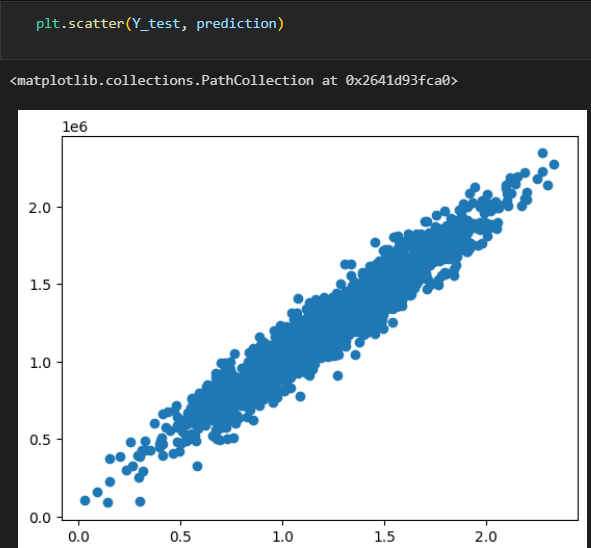 plt.scatter(Y_test, prediction)
<matplotlib.collections.PathCollection at 0x2641d93fca0>
1e6
2.0
1.5
1.0
0.5
0.0
0.0 0.5 1.0 1.5 2.0